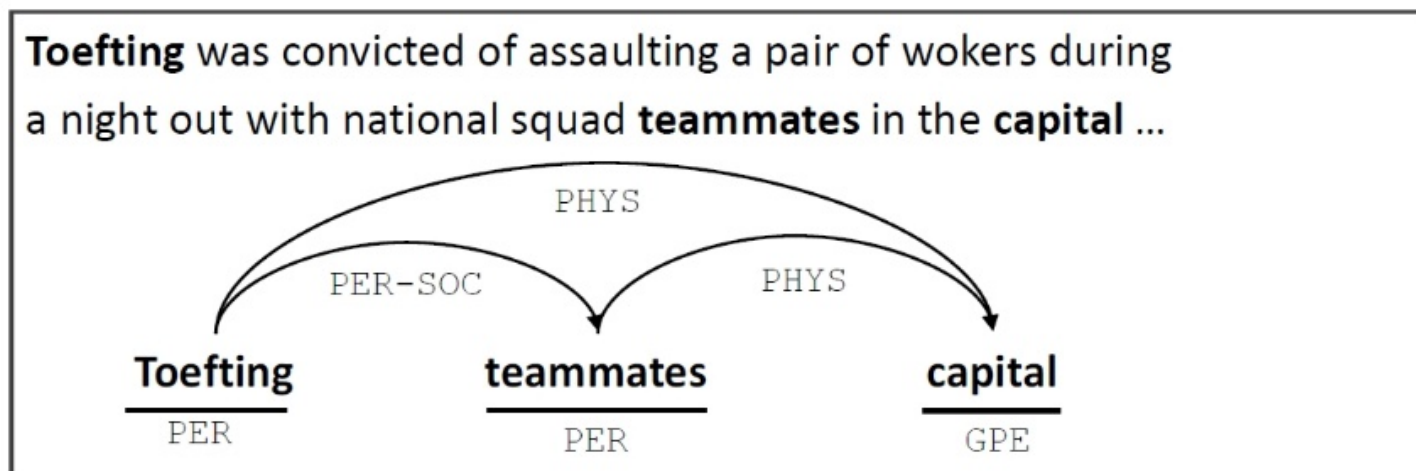 Toefting was convicted of assaulting a pair of wokers during
a night out with national squad teammates in the capital ...
PHYS
PER-SOC
PHYS
Toefting
teammates
capital
PER
PER
GPE